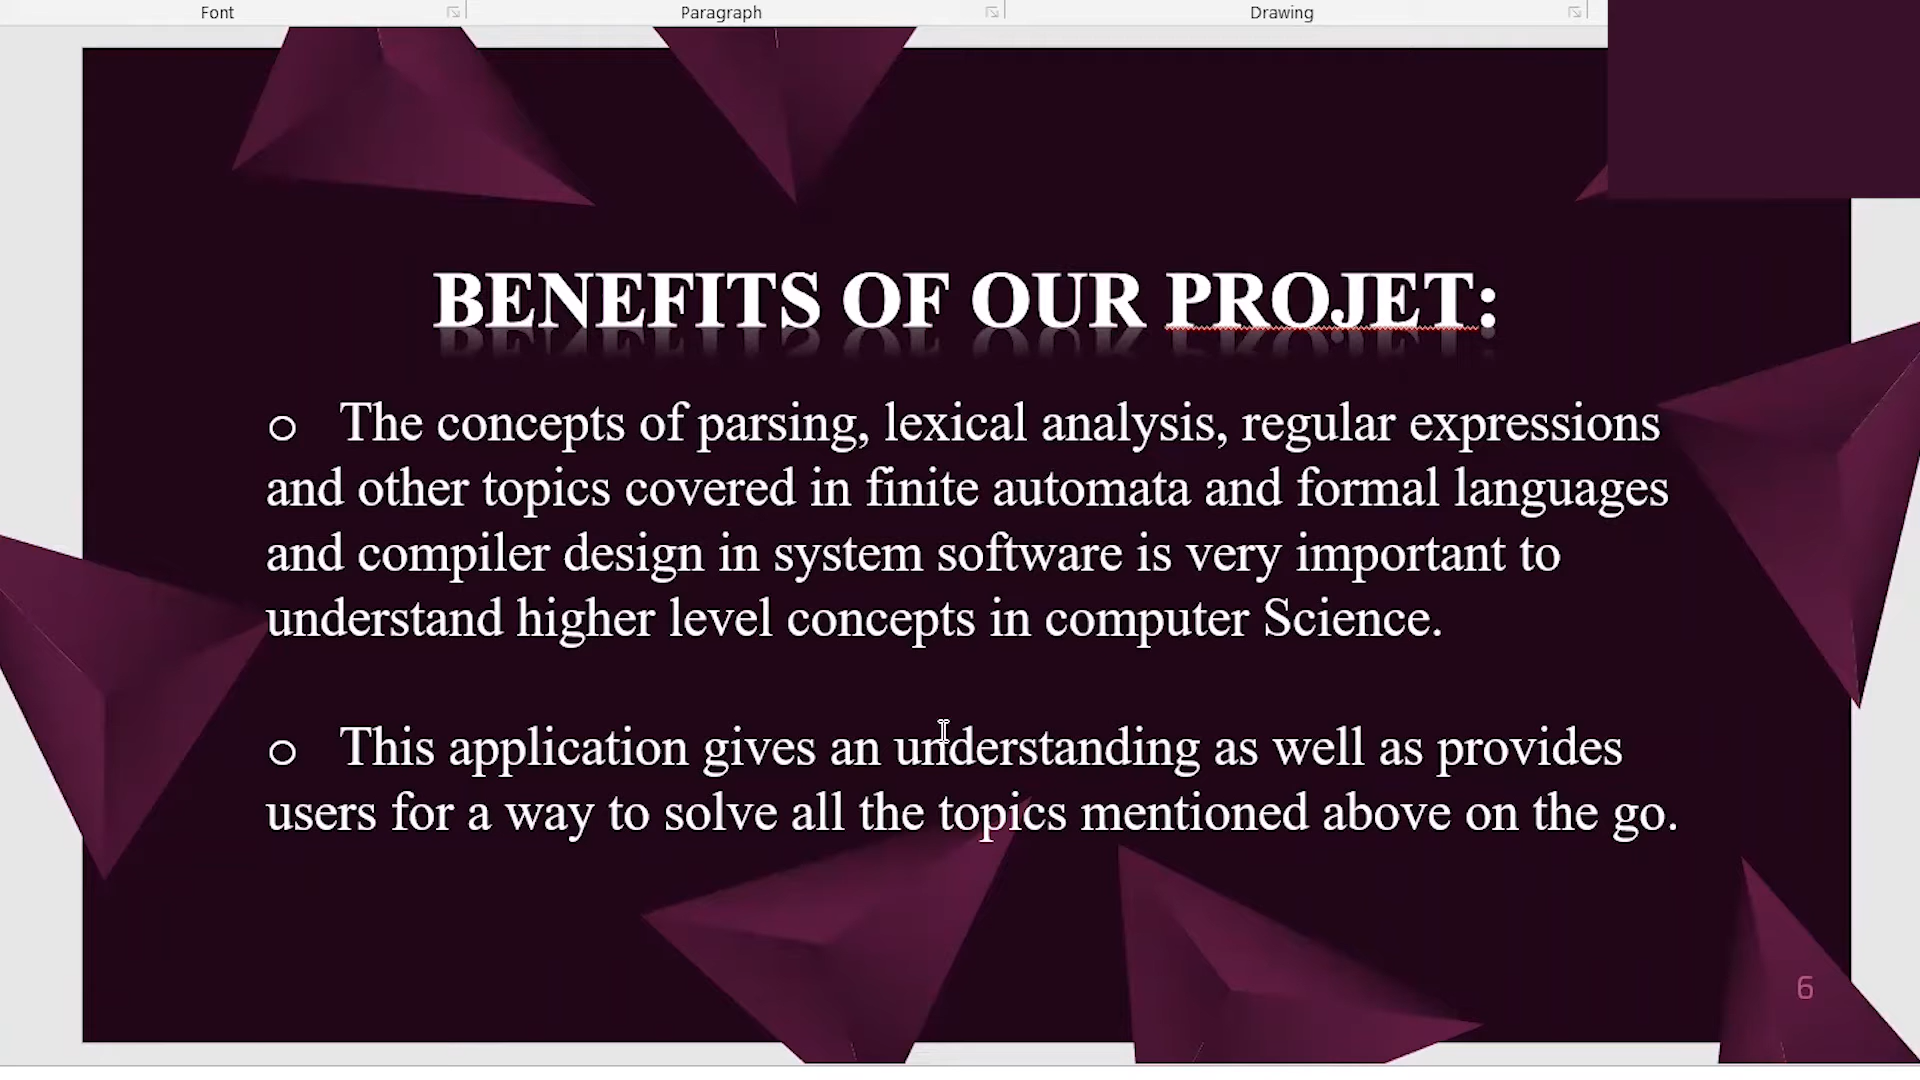 Font Paragraph Drawing
BENEFITS OF OUR PROJET:
o The concepts of parsing, lexical analysis, regular expressions
and other topics covered in finite automata and formal languages
and compiler design in system software is very important to
understand higher level concepts in computer Science.
o This application gives an understanding as well as provides
users for a way to solve all the topics mentioned above on the go.
6